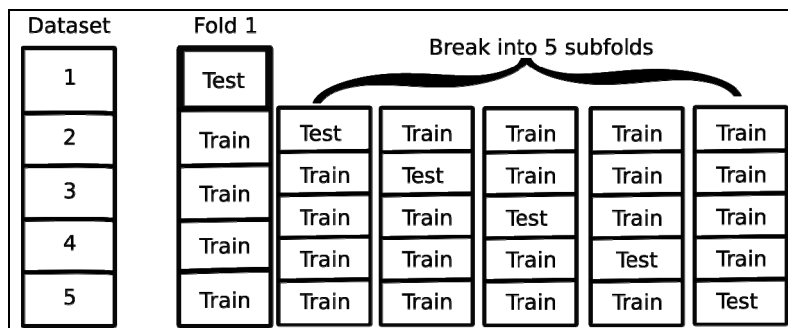 Dataset Fold 1
Break into 5 subfolds
1 Test
2 Train Test Train Train Train Train
Train Test Train Train Train
3 Train
Train Train Test Train Train
4 Train Train Train Train Test Train
5 Train Train Train Train Train Test